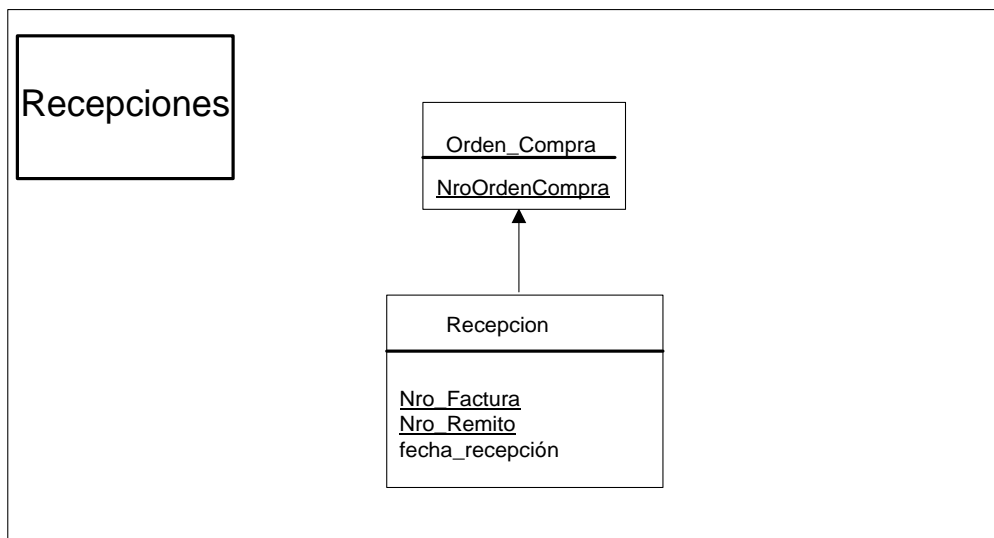 Recepciones
Orden_Compra
NroOrdenCompra
Recepcion
Nro_Factura
Nro_Remito
fecha_recepción